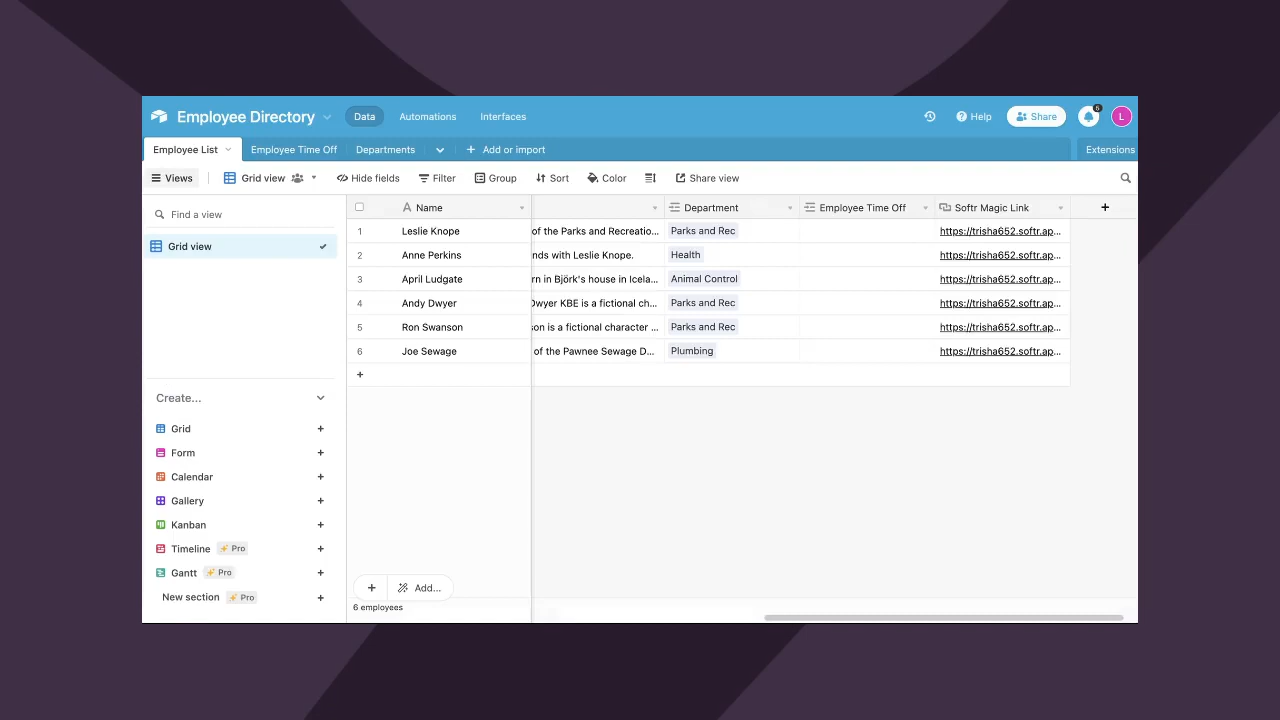 Employee Directory Data Automations Interfaces Help Share 5 L
Employee List Employee Time Off Departments + Add or import Extensions
Views Grid view Hide fields Filter Group Sort Color Share view
Find a view
Grid view
Create...
Grid +
Form +
Calendar +
Gallery +
Kanban +
Timeline Pro +
Gantt Pro +
New section Pro +
A Name Department Employee Time Off Softr Magic Link +
1 Leslie Knope of the Parks and Recreatio... Parks and Rec https://trisha652.softr.ap...
2 Anne Perkins nds with Leslie Knope. Health https://trisha652.softr.ap...
3 April Ludgate rn in Björk's house in Icela... Animal Control https://trisha652.softr.ap...
4 Andy Dwyer Dwyer KBE is a fictional ch... Parks and Rec https://trisha652.softr.ap...
5 Ron Swanson son is a fictional character ... Parks and Rec https://trisha652.softr.ap...
6 Joe Sewage of the Pawnee Sewage D... Plumbing https://trisha652.softr.ap...
+
+ Add...
6 employees